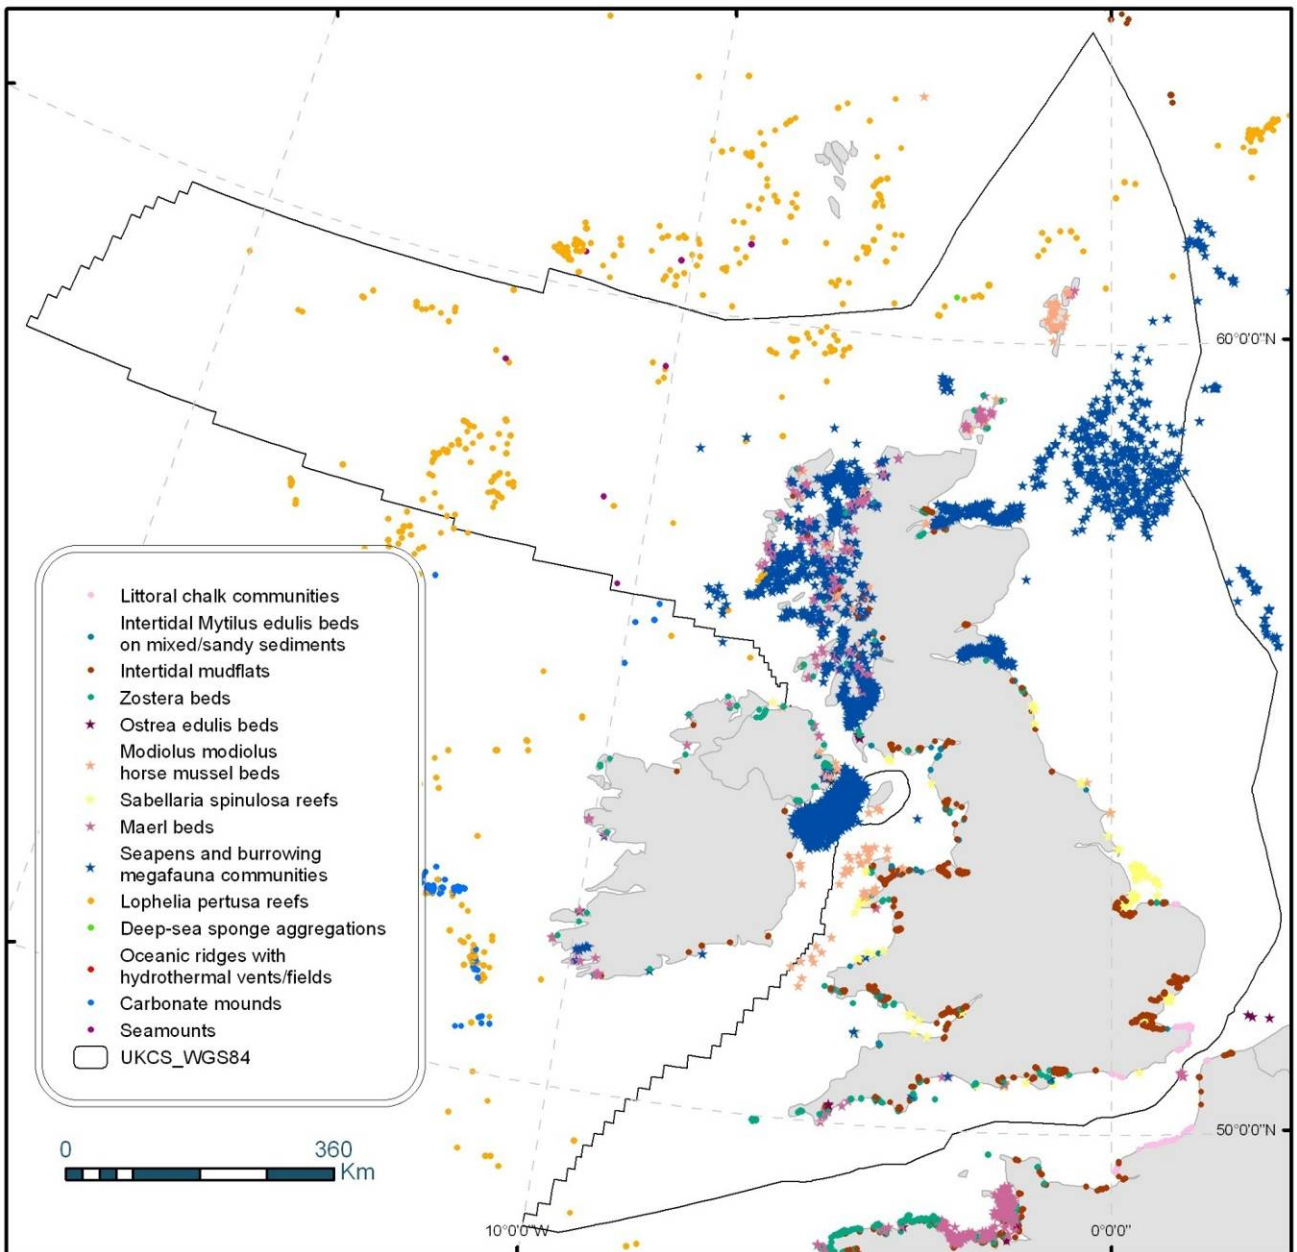 60°0'0"N
Littoral chalk communities
Intertidal Mytilus edulis beds
on mixed/sandy sediments
Intertidal mudflats
Zostera beds
Ostrea edulis beds
Modiolus modiolus
horse mussel beds
Sabellaria spinulosa reefs
Maerl beds
Seapens and burrowing
megafauna communities
Lophelia pertusa reefs
Deep-sea sponge aggregations
Oceanic ridges with
hydrothermal vents/fields
Carbonate mounds
Seamounts
UKCS_WGS84
50°0'0"N
0 360
Km
10°0'0"W 0°0'0"